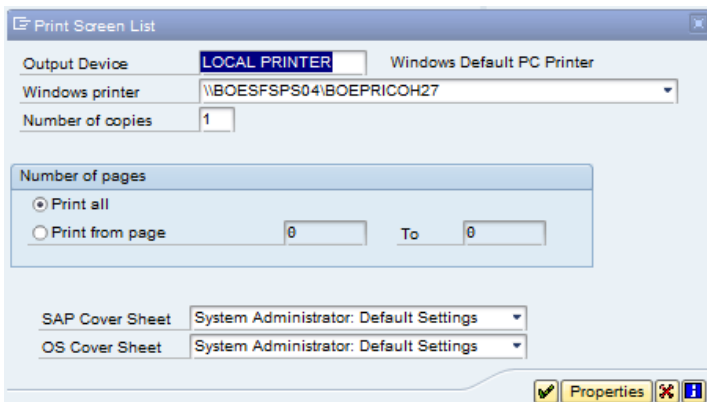 Print Screen List
Output Device LOCAL PRINTER Windows Default PC Printer
Windows printer \\BOESFSPS04\BOEPRICOH27
Number of copies 1
Number of pages
Print all
Print from page 0 To 0
SAP Cover Sheet System Administrator: Default Settings
OS Cover Sheet System Administrator: Default Settings
Properties